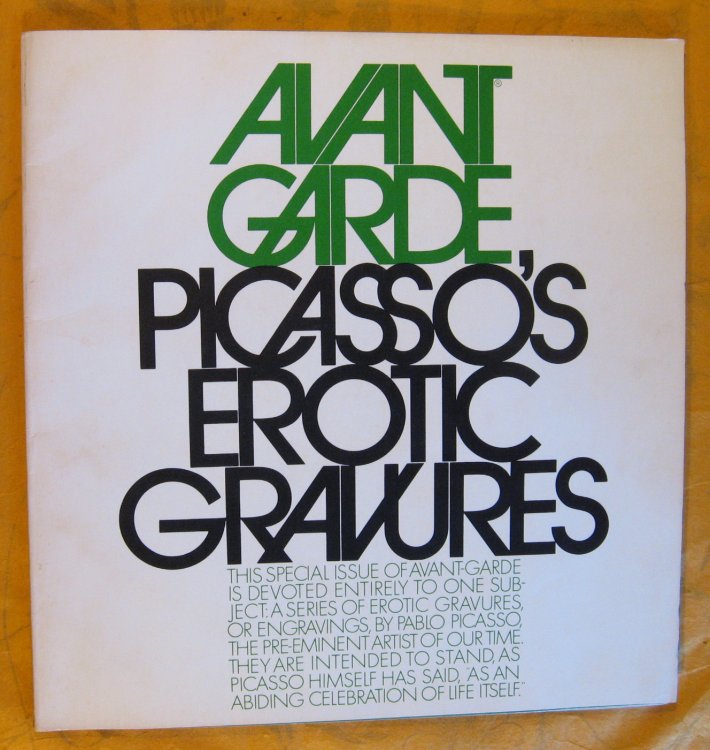 AVANT®
GARDE,
PICASSO'S
EROTIC
GRAVURES
THIS SPECIAL ISSUE OF AVANT-GARDE
IS DEVOTED ENTIRELY TO ONE SUB-
JECT: A SERIES OF EROTIC GRAVURES,
OR ENGRAVINGS, BY PABLO PICASSO,
THE PRE-EMINENT ARTIST OF OUR TIME.
THEY ARE INTENDED TO STAND, AS
PICASSO HIMSELF HAS SAID, "AS AN
ABIDING CELEBRATION OF LIFE ITSELF."